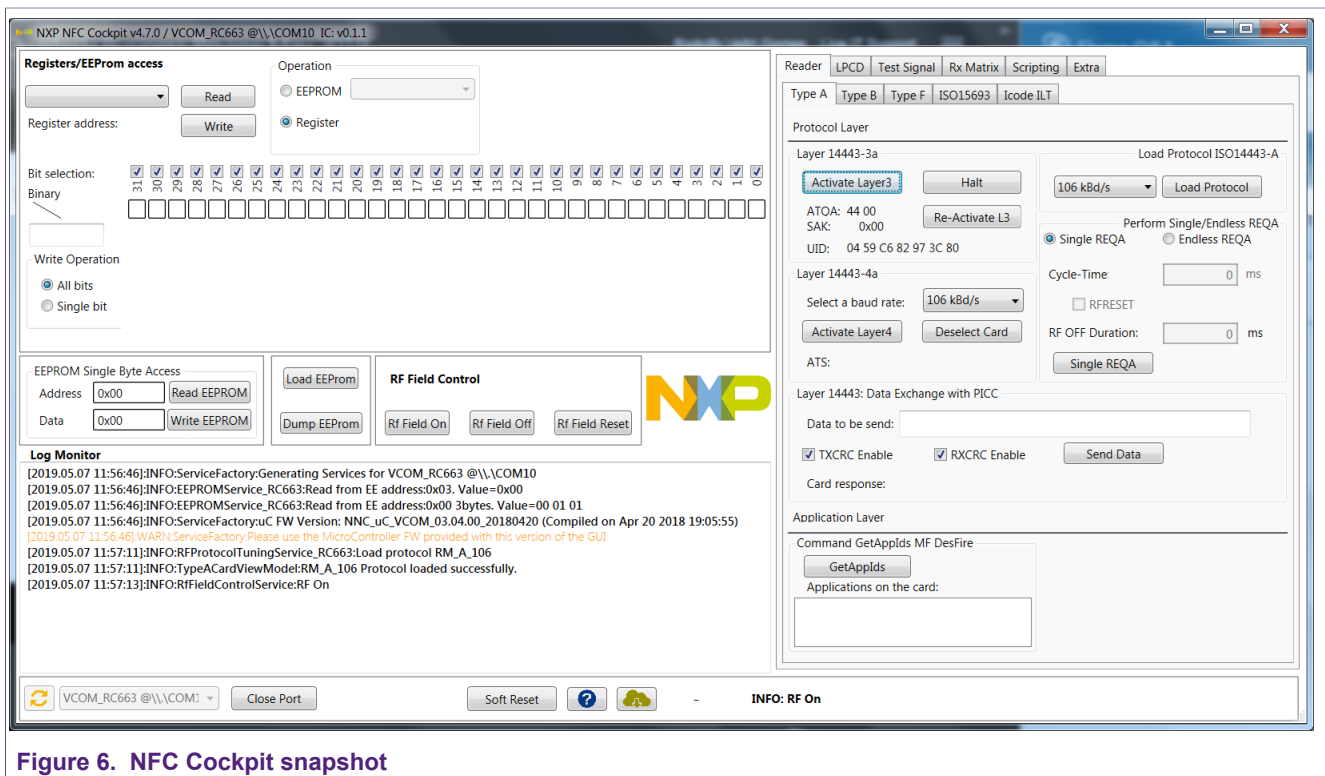 NXP NFC Cockpit v4.7.0 / VCOM_RC663 @\\.\COM10 IC: v0.1.1
Registers/EEProm access
Read
Register address:
Write
Operation
EEPROM
Register
Bit selection:
31 30 29 28 27 26 25 24 23 22 21 20 19 18 17 16 15 14 13 12 11 10 9 8 7 6 5 4 3 2 1 0
Binary
Write Operation
All bits
Single bit
EEPROM Single Byte Access
Address 0x00 Read EEPROM
Data 0x00 Write EEPROM
Load EEProm
Dump EEProm
RF Field Control
Rf Field On Rf Field Off Rf Field Reset
NXP
Log Monitor
[2019.05.07 11:56:46]:INFO:ServiceFactory:Generating Services for VCOM_RC663 @\\.\COM10
[2019.05.07 11:56:46]:INFO:EEPROMService_RC663:Read from EE address:0x03. Value=0x00
[2019.05.07 11:56:46]:INFO:EEPROMService_RC663:Read from EE address:0x00 3bytes. Value=00 01 01
[2019.05.07 11:56:46]:INFO:ServiceFactory:uC FW Version: NNC_uC_VCOM_03.04.00_20180420 (Compiled on Apr 20 2018 19:05:55)
[2019.05.07 11:56:46]:WARN:ServiceFactory:Please use the MicroController FW provided with this version of the GUI
[2019.05.07 11:57:11]:INFO:RFProtocolTuningService_RC663:Load protocol RM_A_106
[2019.05.07 11:57:11]:INFO:TypeACardViewModel:RM_A_106 Protocol loaded successfully.
[2019.05.07 11:57:13]:INFO:RfFieldControlService:RF On
Reader LPCD Test Signal Rx Matrix Scripting Extra
Type A Type B Type F ISO15693 Icode ILT
Protocol Layer
Layer 14443-3a
Activate Layer3 Halt
ATQA: 44 00
SAK: 0x00
Re-Activate L3
UID: 04 59 C6 82 97 3C 80
Load Protocol ISO14443-A
106 kBd/s Load Protocol
Perform Single/Endless REQA
Single REQA Endless REQA
Cycle-Time: 0 ms
RFRESET
RF OFF Duration: 0 ms
Single REQA
Layer 14443-4a
Select a baud rate: 106 kBd/s
Activate Layer4 Deselect Card
ATS:
Layer 14443: Data Exchange with PICC
Data to be send:
TXCRC Enable RXCRC Enable Send Data
Card response:
Application Layer
Command GetAppIds MF DesFire
GetAppIds
Applications on the card:
VCOM_RC663 @\\.\COM1 Close Port Soft Reset ? - INFO: RF On
Figure 6. NFC Cockpit snapshot